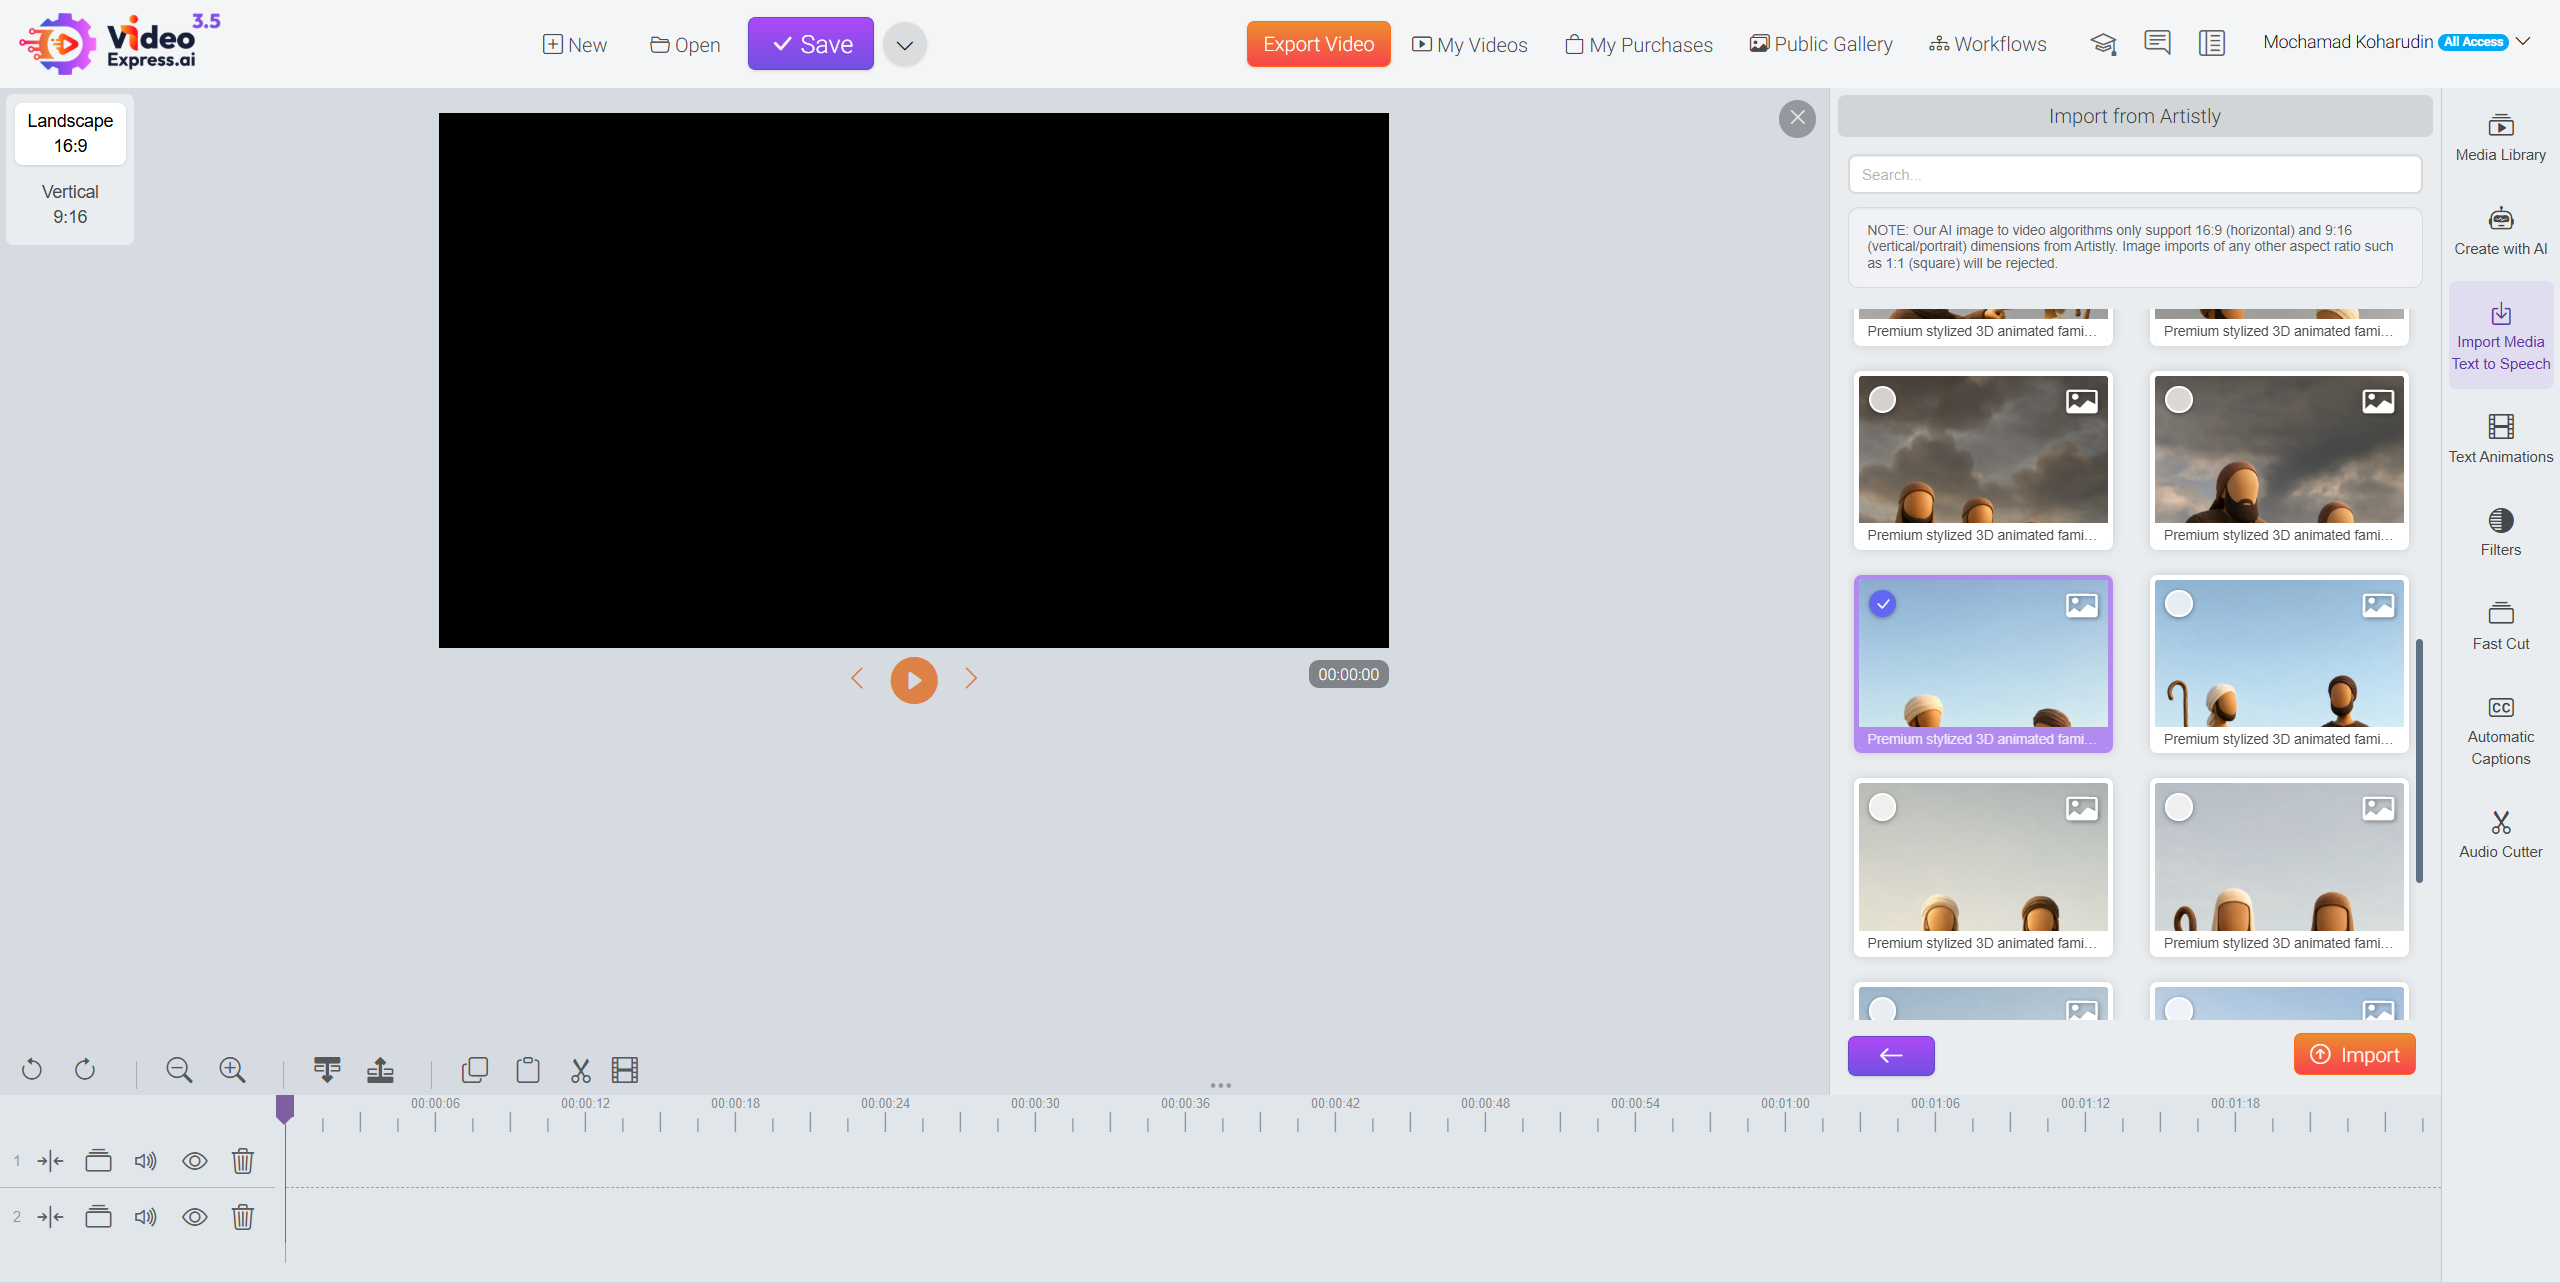 Video 3.5
Express.ai
New
Open
Save
Export Video
My Videos
My Purchases
Public Gallery
Workflows
Mochamad Koharudin All Access
Landscape
16:9
Vertical
9:16
00:00:00
Import from Artistly
Search...
NOTE: Our AI image to video algorithms only support 16:9 (horizontal) and 9:16
(vertical/portrait) dimensions from Artistly. Image imports of any other aspect ratio such
as 1:1 (square) will be rejected.
Premium stylized 3D animated fami...
Premium stylized 3D animated fami...
Premium stylized 3D animated fami...
Premium stylized 3D animated fami...
Premium stylized 3D animated fami...
Premium stylized 3D animated fami...
Premium stylized 3D animated fami...
Premium stylized 3D animated fami...
Import
Media Library
Create with AI
Import Media
Text to Speech
Text Animations
Filters
Fast Cut
CC
Automatic
Captions
Audio Cutter
00:00:06
00:00:12
00:00:18
00:00:24
00:00:30
00:00:36
00:00:42
00:00:48
00:00:54
00:01:00
00:01:06
00:01:12
00:01:18
1
2